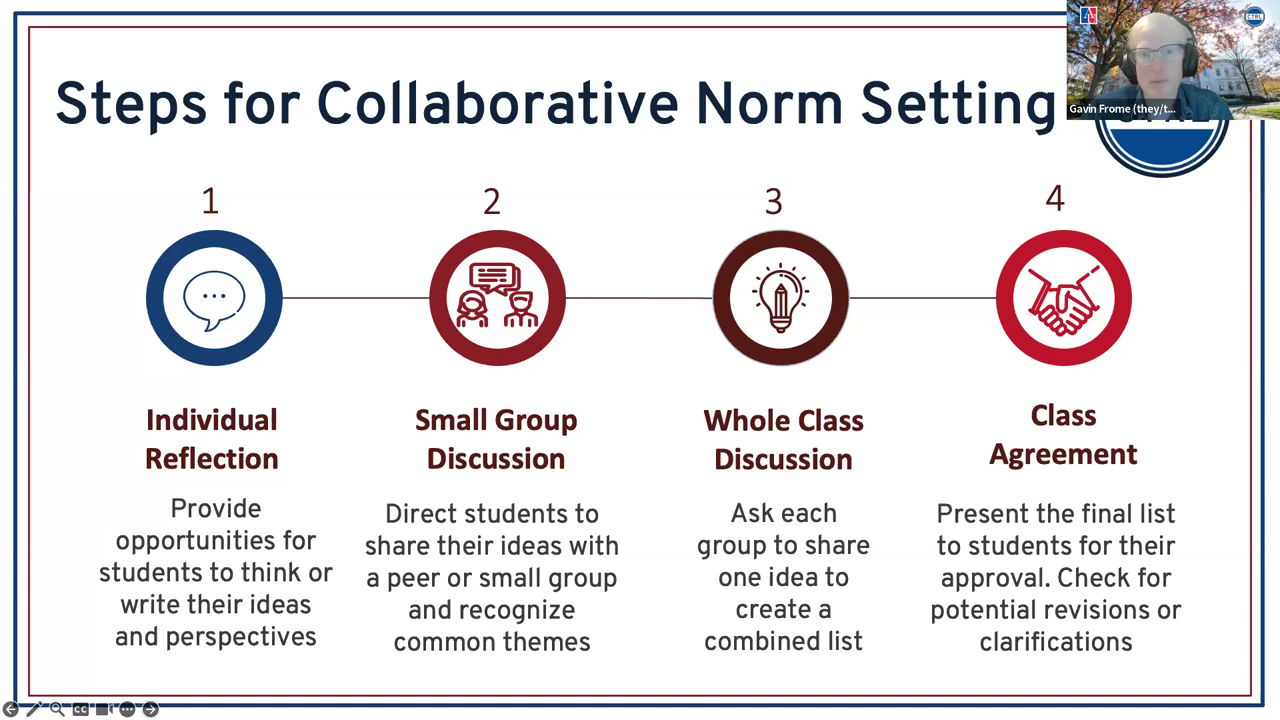 Steps for Collaborative Norm Setting
CTRL
Gavin Frome (they/t...
1
2
3
4
Individual
Reflection
Provide
opportunities for
students to think or
write their ideas
and perspectives
Small Group
Discussion
Direct students to
share their ideas with
a peer or small group
and recognize
common themes
Whole Class
Discussion
Ask each
group to share
one idea to
create a
combined list
Class
Agreement
Present the final list
to students for their
approval. Check for
potential revisions or
clarifications
CC